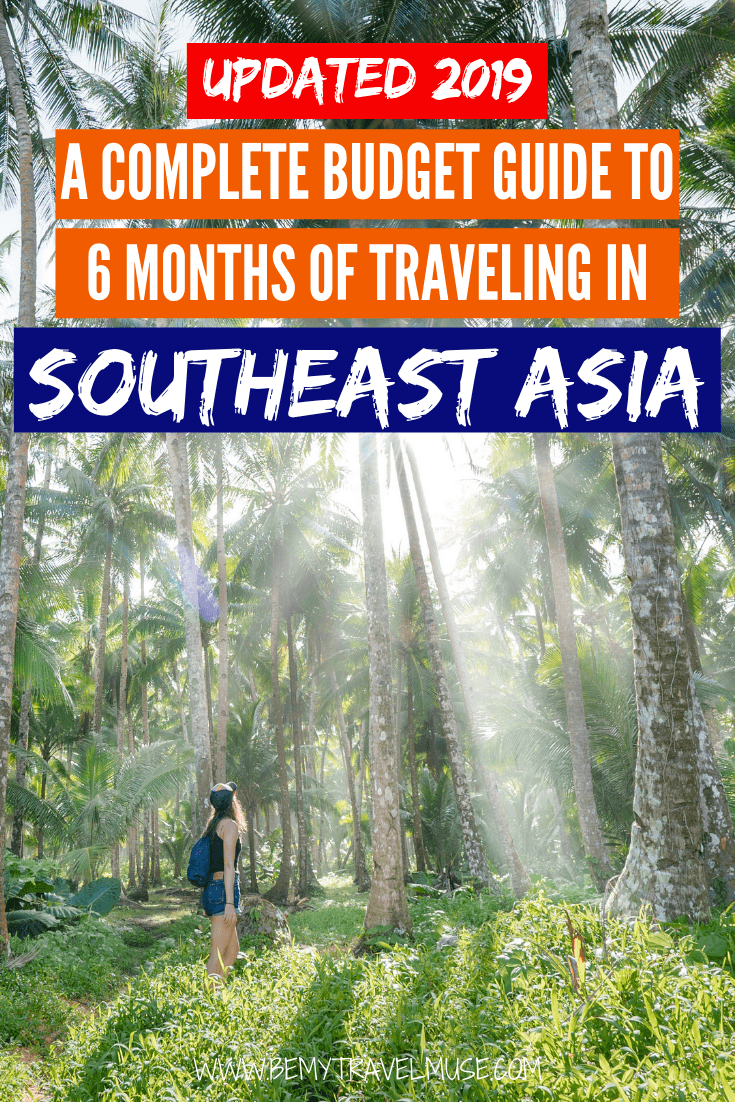 UPDATED 2019
A COMPLETE BUDGET GUIDE TO
6 MONTHS OF TRAVELING IN
SOUTHEAST ASIA
WWW.BEMYTRAVELMUSE.COM